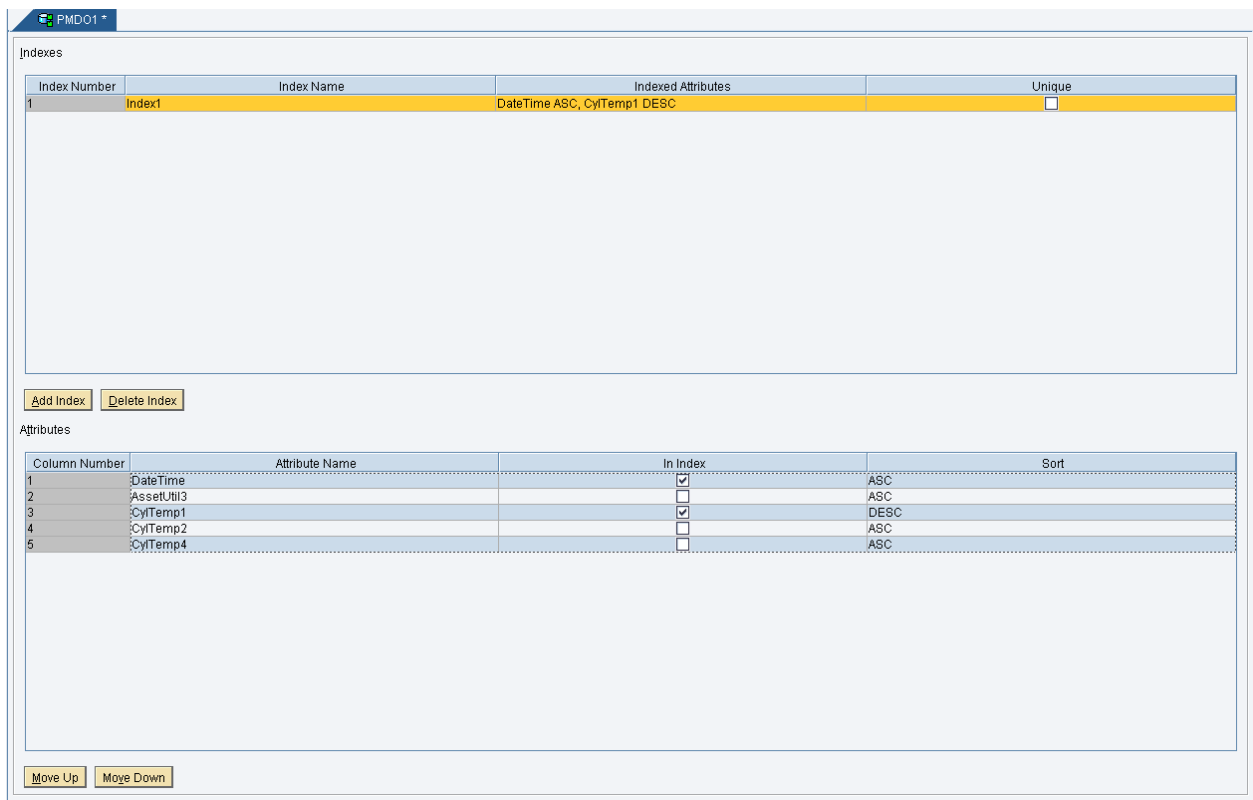 PMDO1 *
Indexes
Index Number Index Name Indexed Attributes Unique
1 Index1 DateTime ASC, CylTemp1 DESC
Add Index Delete Index
Attributes
Column Number Attribute Name In Index Sort
1 DateTime ASC
2 AssetUtil3 ASC
3 CylTemp1 DESC
4 CylTemp2 ASC
5 CylTemp4 ASC
Move Up Move Down